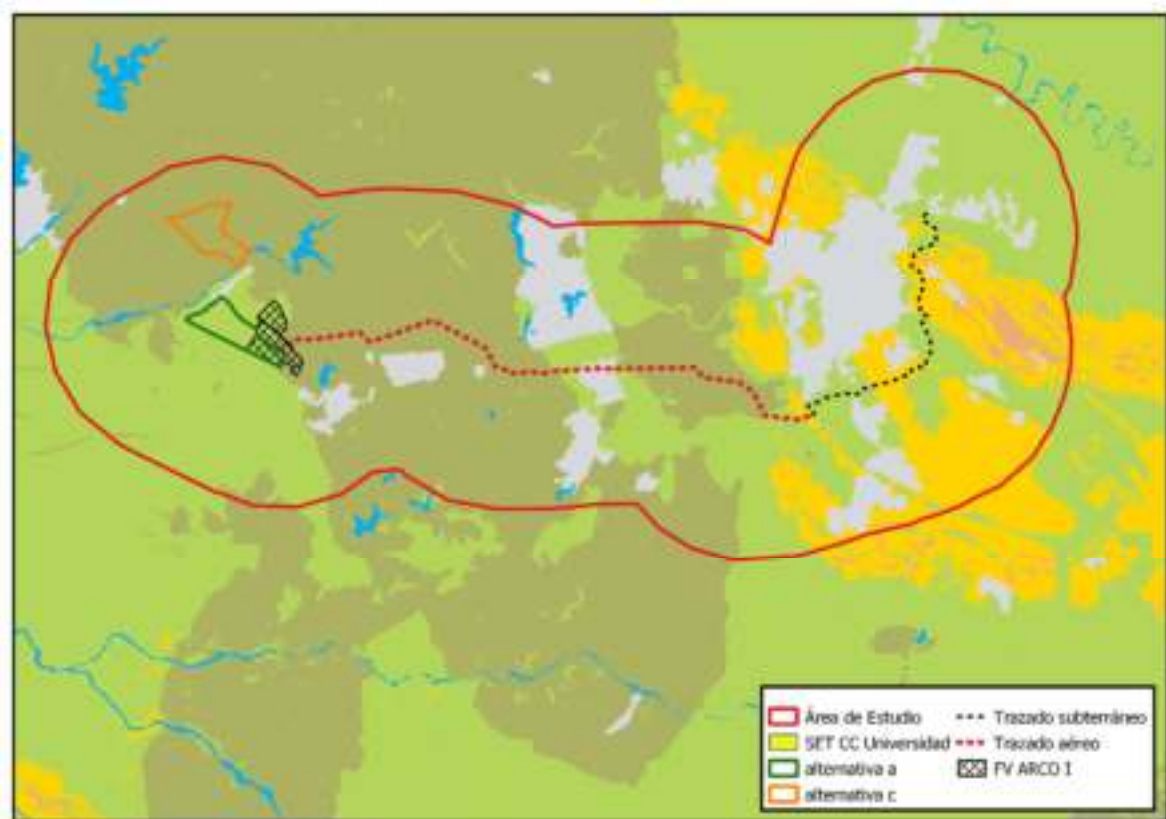 Área de Estudio
SET CC Universidad
alternativa a
alternativa c
Trazado subterráneo
Trazado aéreo
FV ARCO I